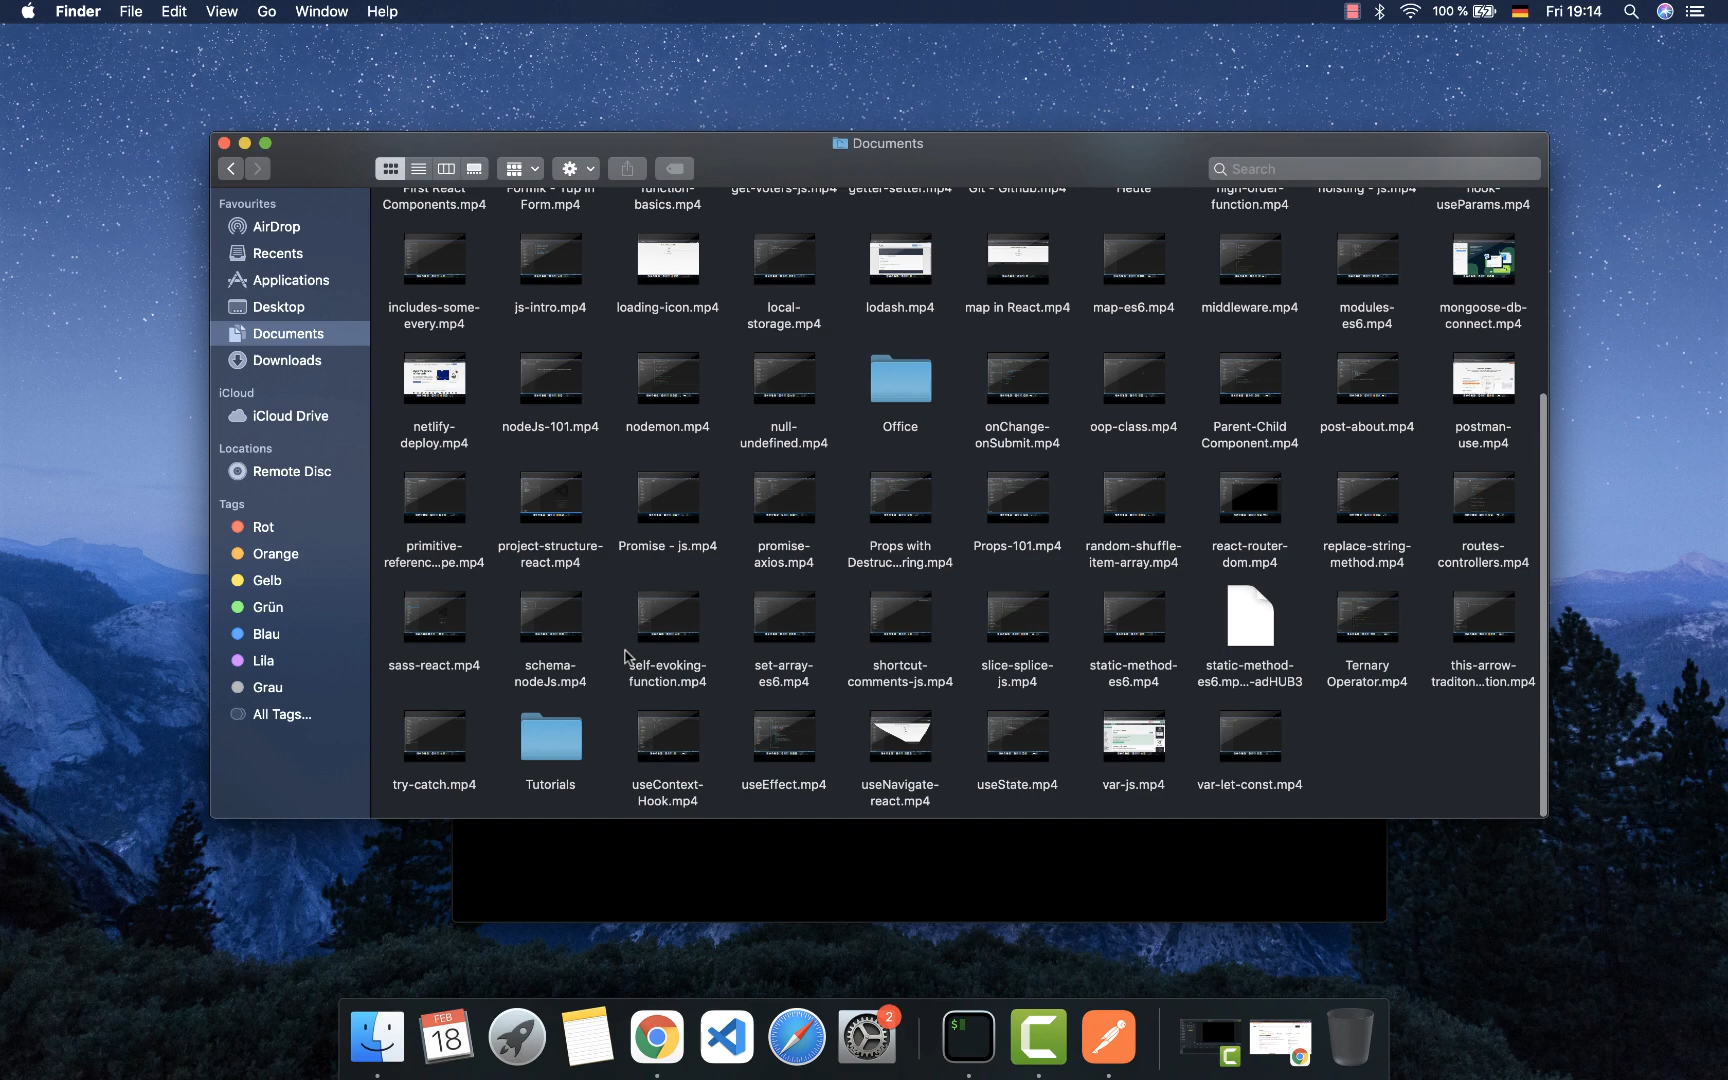 Finder File Edit View Go Window Help
100 % Fri 19:14
Documents
Search
Favourites
AirDrop
Recents
Applications
Desktop
Documents
Downloads
iCloud
iCloud Drive
Locations
Remote Disc
Tags
Rot
Orange
Gelb
Grün
Blau
Lila
Grau
All Tags...
First React
Components.mp4
Formik - Yup in
Form.mp4
function-
basics.mp4
get-voters-js.mp4
getter-setter.mp4
Git - Github.mp4
Heute
high-order-
function.mp4
hoisting - js.mp4
hook-
useParams.mp4
includes-some-
every.mp4
js-intro.mp4
loading-icon.mp4
local-
storage.mp4
lodash.mp4
map in React.mp4
map-es6.mp4
middleware.mp4
modules-
es6.mp4
mongoose-db-
connect.mp4
netlify-
deploy.mp4
nodeJs-101.mp4
nodemon.mp4
null-
undefined.mp4
Office
onChange-
onSubmit.mp4
oop-class.mp4
Parent-Child
Component.mp4
post-about.mp4
postman-
use.mp4
primitive-
referenc...pe.mp4
project-structure-
react.mp4
Promise - js.mp4
promise-
axios.mp4
Props with
Destruc...ring.mp4
Props-101.mp4
random-shuffle-
item-array.mp4
react-router-
dom.mp4
replace-string-
method.mp4
routes-
controllers.mp4
sass-react.mp4
schema-
nodeJs.mp4
self-evoking-
function.mp4
set-array-
es6.mp4
shortcut-
comments-js.mp4
slice-splice-
js.mp4
static-method-
es6.mp4
static-method-
es6.mp...-adHUB3
Ternary
Operator.mp4
this-arrow-
traditon...tion.mp4
try-catch.mp4
Tutorials
useContext-
Hook.mp4
useEffect.mp4
useNavigate-
react.mp4
useState.mp4
var-js.mp4
var-let-const.mp4
FEB
18
2
$